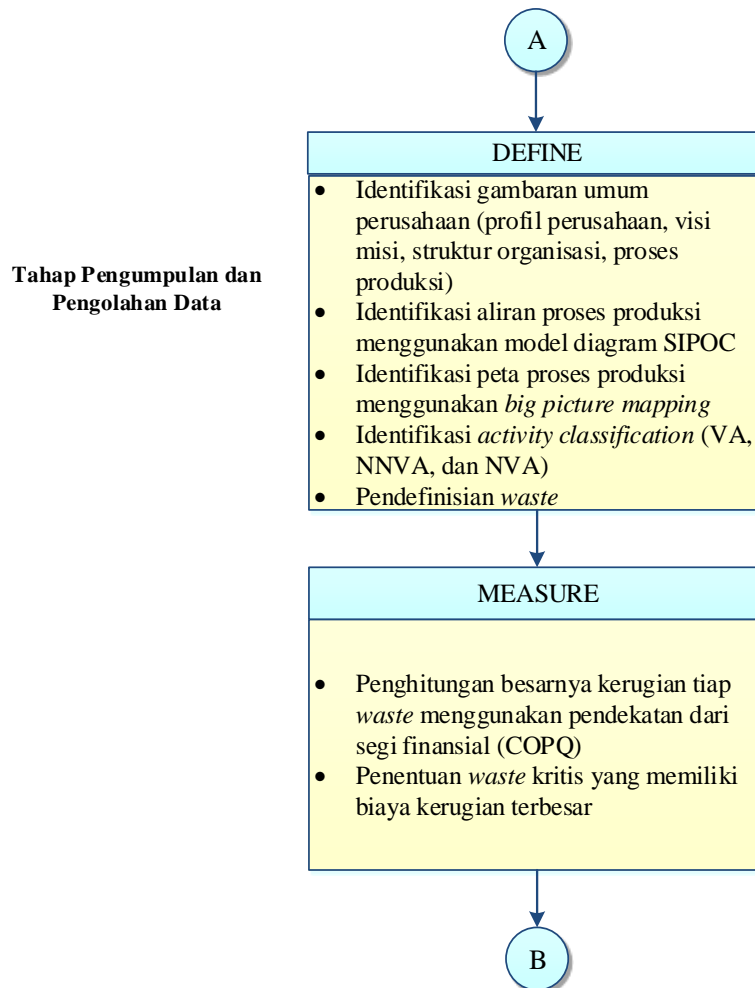 A
DEFINE
• Identifikasi gambaran umum
perusahaan (profil perusahaan, visi
misi, struktur organisasi, proses
produksi)
• Identifikasi aliran proses produksi
menggunakan model diagram SIPOC
• Identifikasi peta proses produksi
menggunakan big picture mapping
• Identifikasi activity classification (VA,
NNVA, dan NVA)
• Pendefinisian waste
Tahap Pengumpulan dan
Pengolahan Data
MEASURE
• Penghitungan besarnya kerugian tiap
waste menggunakan pendekatan dari
segi finansial (COPQ)
• Penentuan waste kritis yang memiliki
biaya kerugian terbesar
B